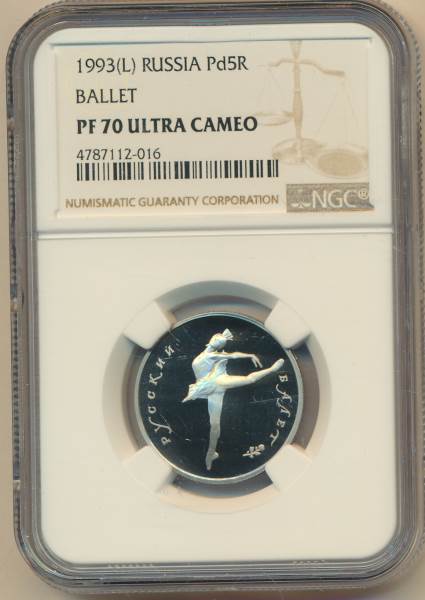 1993(L) RUSSIA Pd5R
BALLET
PF 70 ULTRA CAMEO
4787112-016
NUMISMATIC GUARANTY CORPORATION
NGC®
РУССКИЙ
БАЛЕТ